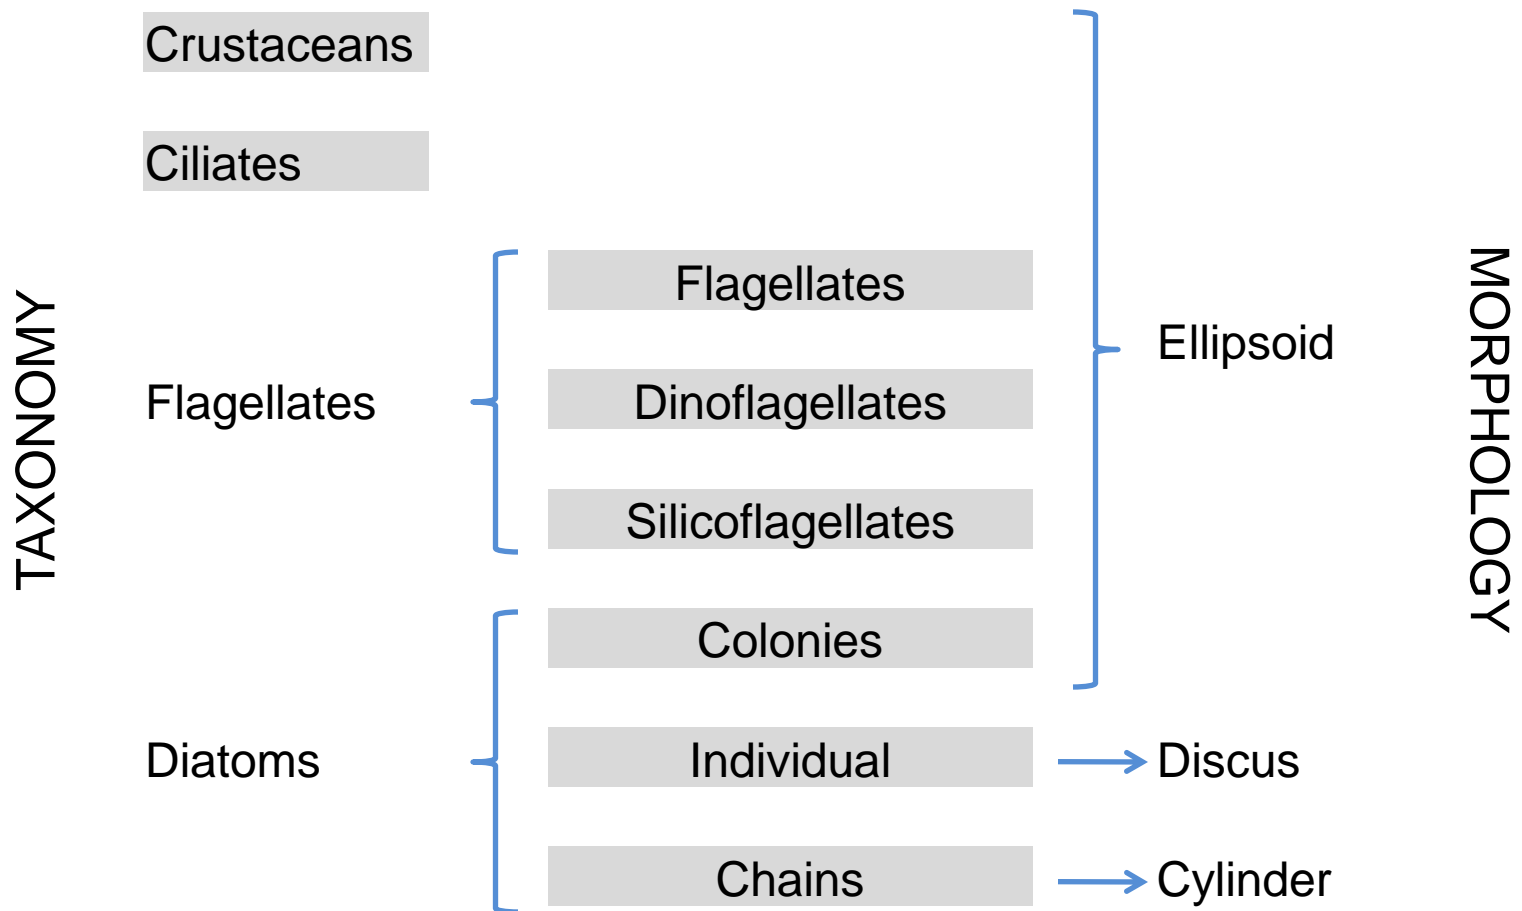 TAXONOMY
Crustaceans
Ciliates
Flagellates
Flagellates
Dinoflagellates
Silicoflagellates
Diatoms
Colonies
Individual
Chains
Ellipsoid
Discus
Cylinder
MORPHOLOGY